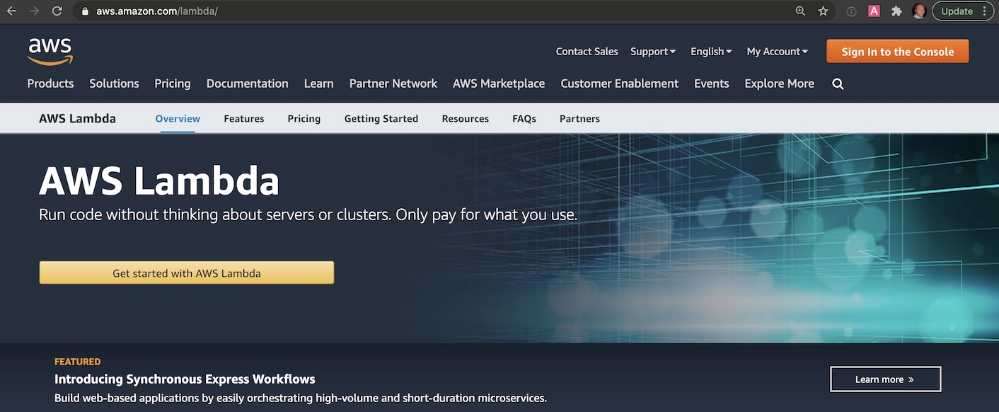 aws.amazon.com/lambda/
A
Update
aws
Contact Sales Support English My Account Sign In to the Console
Products Solutions Pricing Documentation Learn Partner Network AWS Marketplace Customer Enablement Events Explore More
AWS Lambda Overview Features Pricing Getting Started Resources FAQs Partners
AWS Lambda
Run code without thinking about servers or clusters. Only pay for what you use.
Get started with AWS Lambda
FEATURED
Introducing Synchronous Express Workflows
Build web-based applications by easily orchestrating high-volume and short-duration microservices.
Learn more »